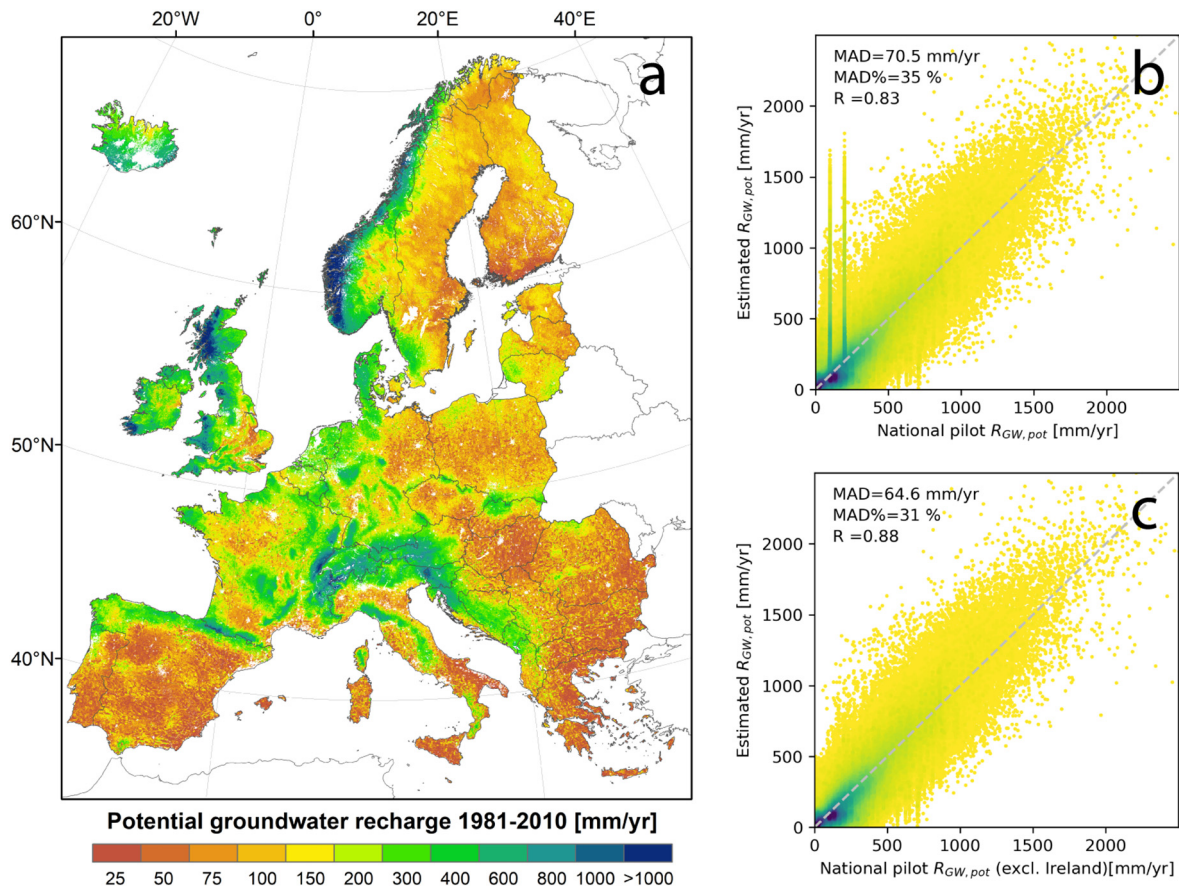 20°W 0° 20°E 40°E
a
60°N
50°N
40°N
Potential groundwater recharge 1981-2010 [mm/yr]
25 50 75 100 150 200 300 400 600 800 1000 >1000
MAD=70.5 mm/yr
MAD%=35 %
R =0.83
b
Estimated R_GW,pot [mm/yr]
2000
1500
1000
500
0
0 500 1000 1500 2000
National pilot R_GW,pot [mm/yr]
MAD=64.6 mm/yr
MAD%=31 %
R =0.88
c
Estimated R_GW,pot [mm/yr]
2000
1500
1000
500
0
0 500 1000 1500 2000
National pilot R_GW,pot (excl. Ireland)[mm/yr]